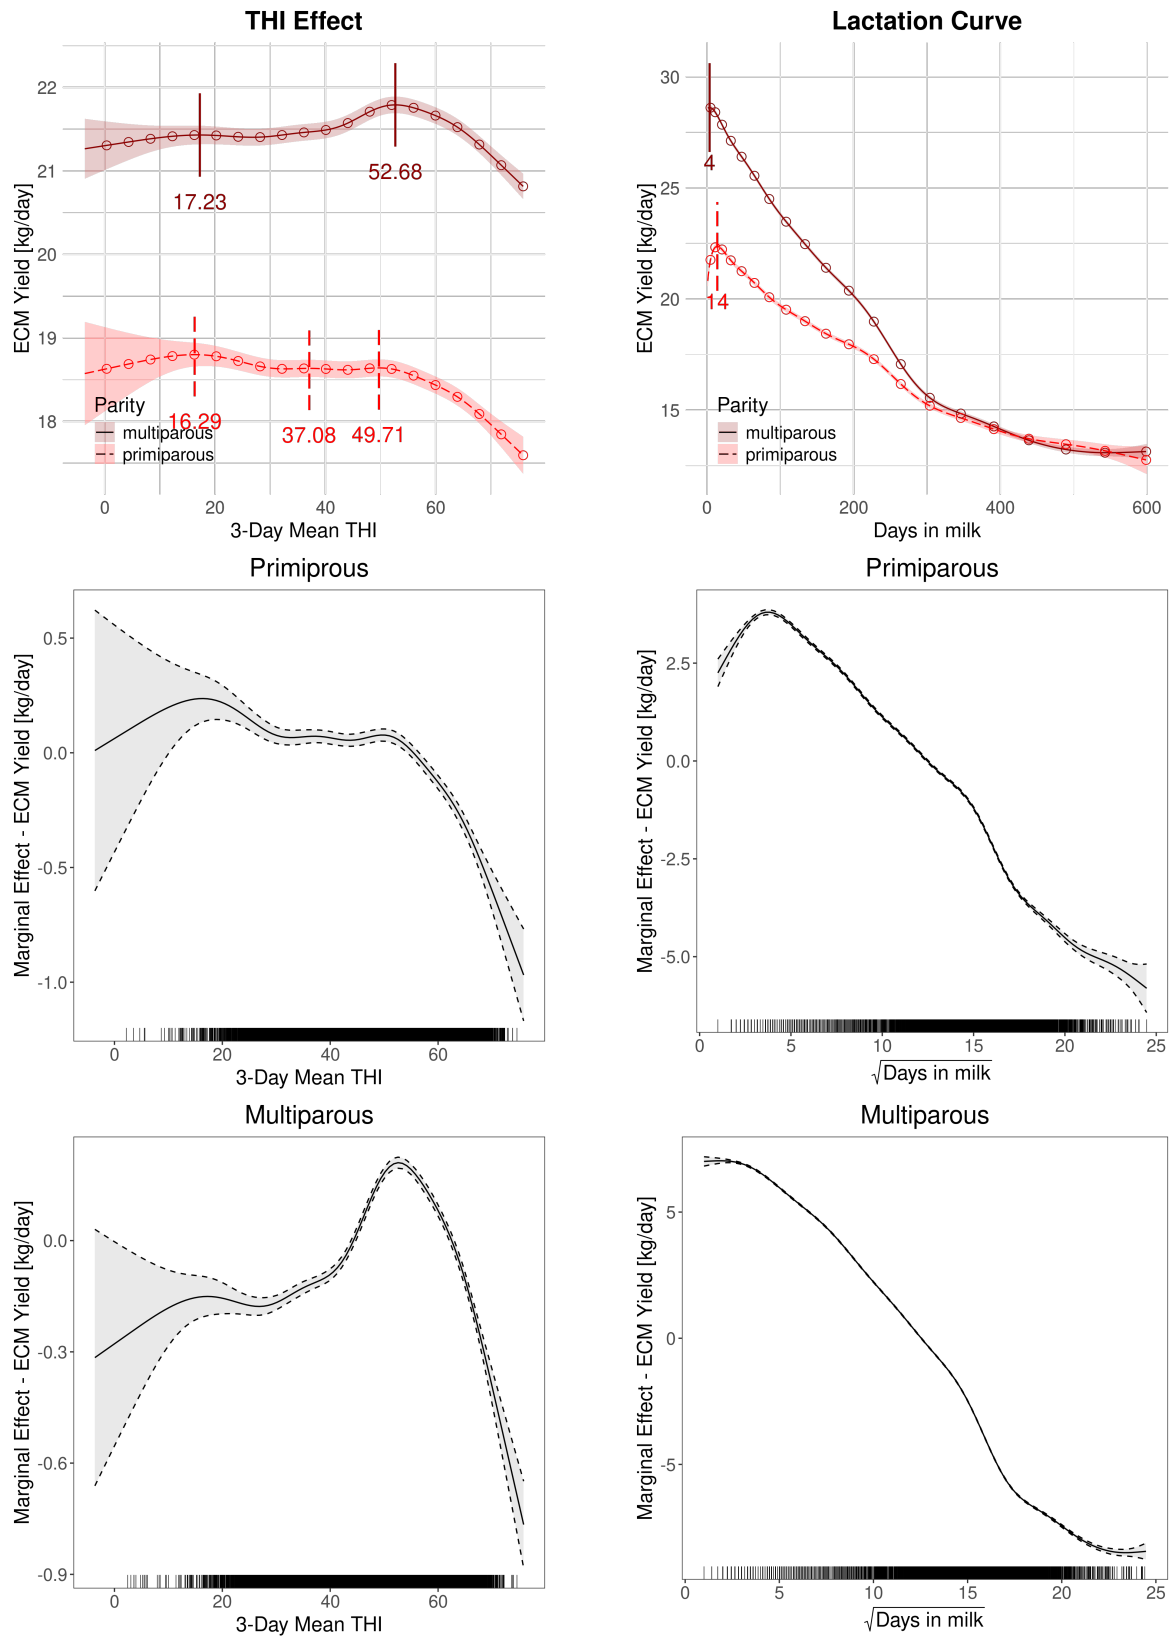 THI Effect
ECM Yield [kg/day]
22
21
20
19
18
17.23
52.68
16.29
37.08
49.71
Parity
multiparous
primiparous
0
20
40
60
3-Day Mean THI
Lactation Curve
ECM Yield [kg/day]
30
25
20
15
4
14
Parity
multiparous
primiparous
0
200
400
600
Days in milk
Primiprous
Marginal Effect - ECM Yield [kg/day]
0.5
0.0
-0.5
-1.0
0
20
40
60
3-Day Mean THI
Primiparous
Marginal Effect - ECM Yield [kg/day]
2.5
0.0
-2.5
-5.0
0
5
10
15
20
25
√Days in milk
Multiparous
Marginal Effect - ECM Yield [kg/day]
0.0
-0.3
-0.6
-0.9
0
20
40
60
3-Day Mean THI
Multiparous
Marginal Effect - ECM Yield [kg/day]
5
0
-5
0
5
10
15
20
25
√Days in milk